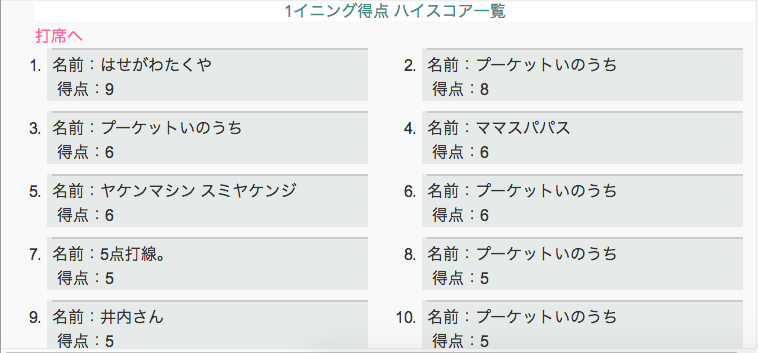 1イニング得点 ハイスコア一覧
打席へ
1. 名前：はせがわたくや
得点：9
2. 名前：プーケットいのうち
得点：8
3. 名前：プーケットいのうち
得点：6
4. 名前：ママスパパス
得点：6
5. 名前：ヤケンマシン スミヤケンジ
得点：6
6. 名前：プーケットいのうち
得点：6
7. 名前：5点打線。
得点：5
8. 名前：プーケットいのうち
得点：5
9. 名前：井内さん
得点：5
10. 名前：プーケットいのうち
得点：5